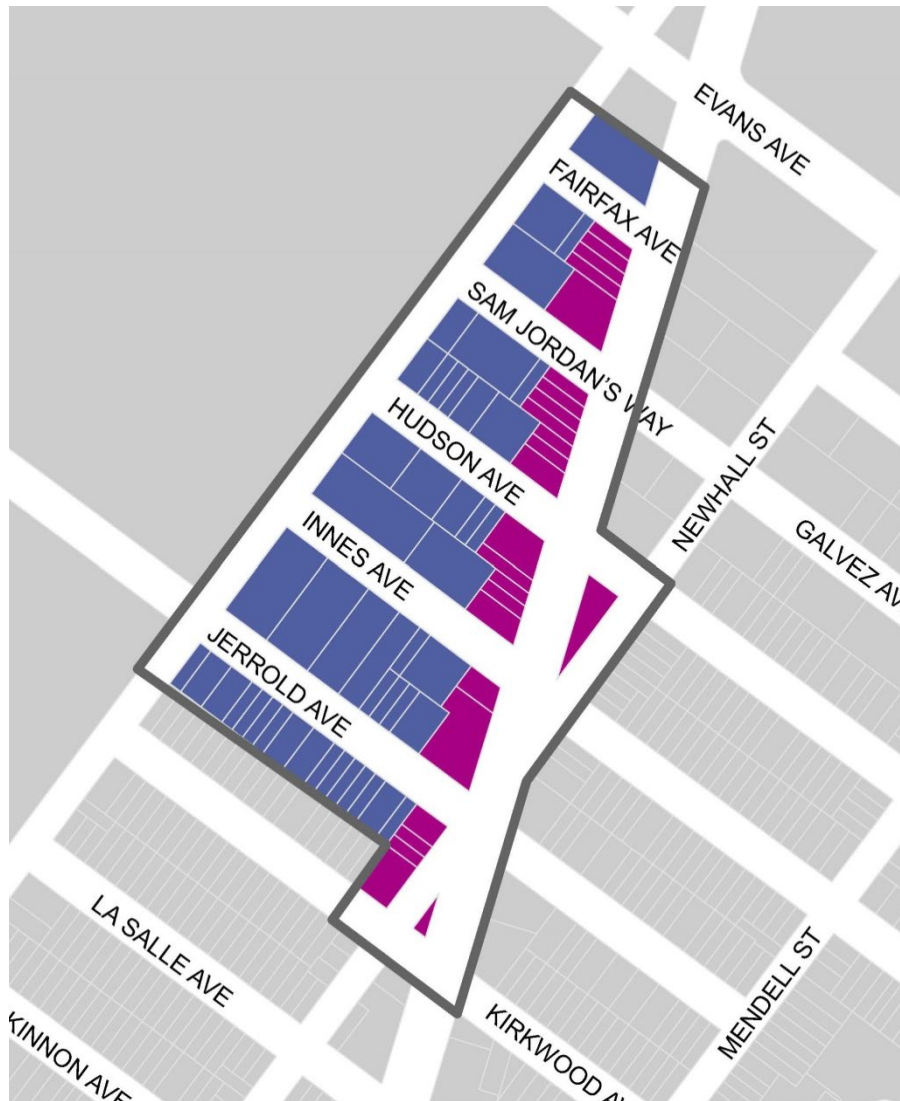 EVANS AVE
FAIRFAX AVE
SAM JORDAN'S WAY
HUDSON AVE
NEWHALL ST
INNES AVE
GALVEZ AV
JERROLD AVE
LA SALLE AVE
MENDELL ST
KIRKWOOD AV
KINNON AVE